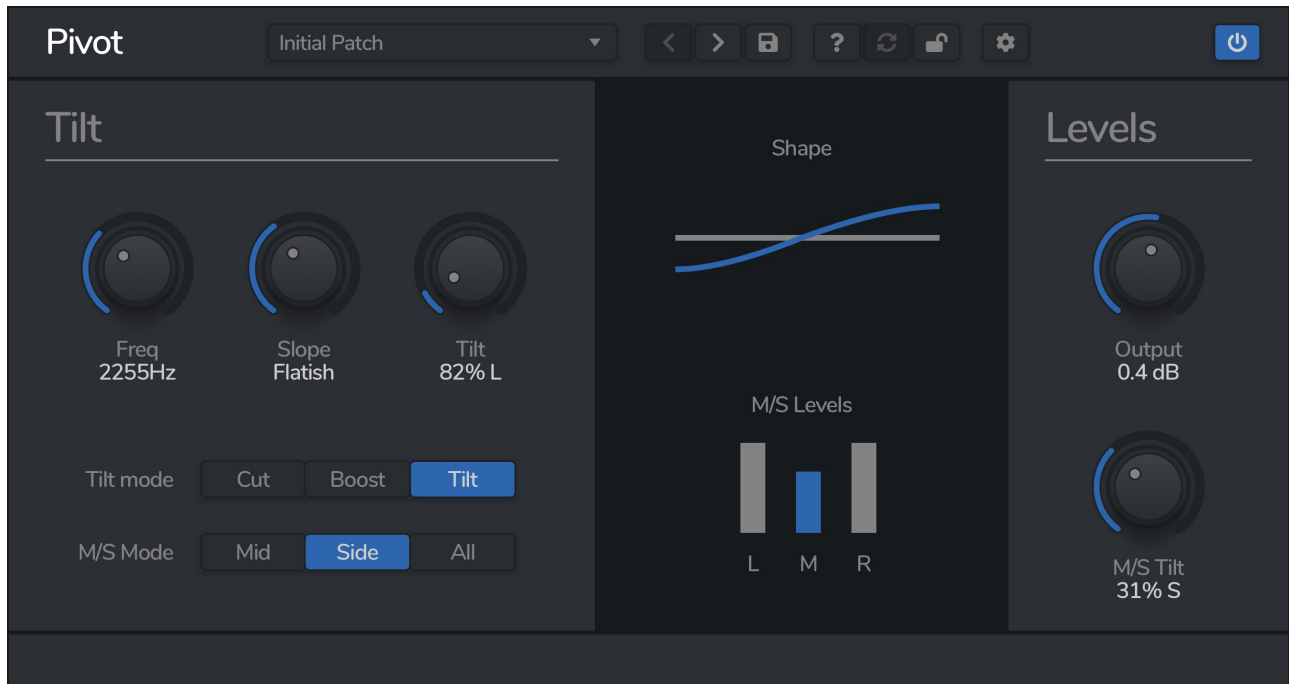 Pivot
Initial Patch
?
Tilt
Freq
2255Hz
Slope
Flatish
Tilt
82% L
Tilt mode
Cut
Boost
Tilt
M/S Mode
Mid
Side
All
Shape
M/S Levels
L
M
R
Levels
Output
0.4 dB
M/S Tilt
31% S